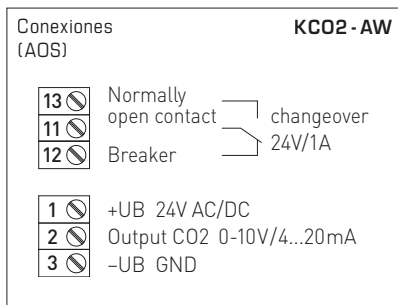 Conexiones KCO2-AW
(AOS)
13 Normally
open contact
11
12 Breaker
changeover
24V/1A
1 +UB 24V AC/DC
2 Output CO2 0-10V/4...20mA
3 –UB GND